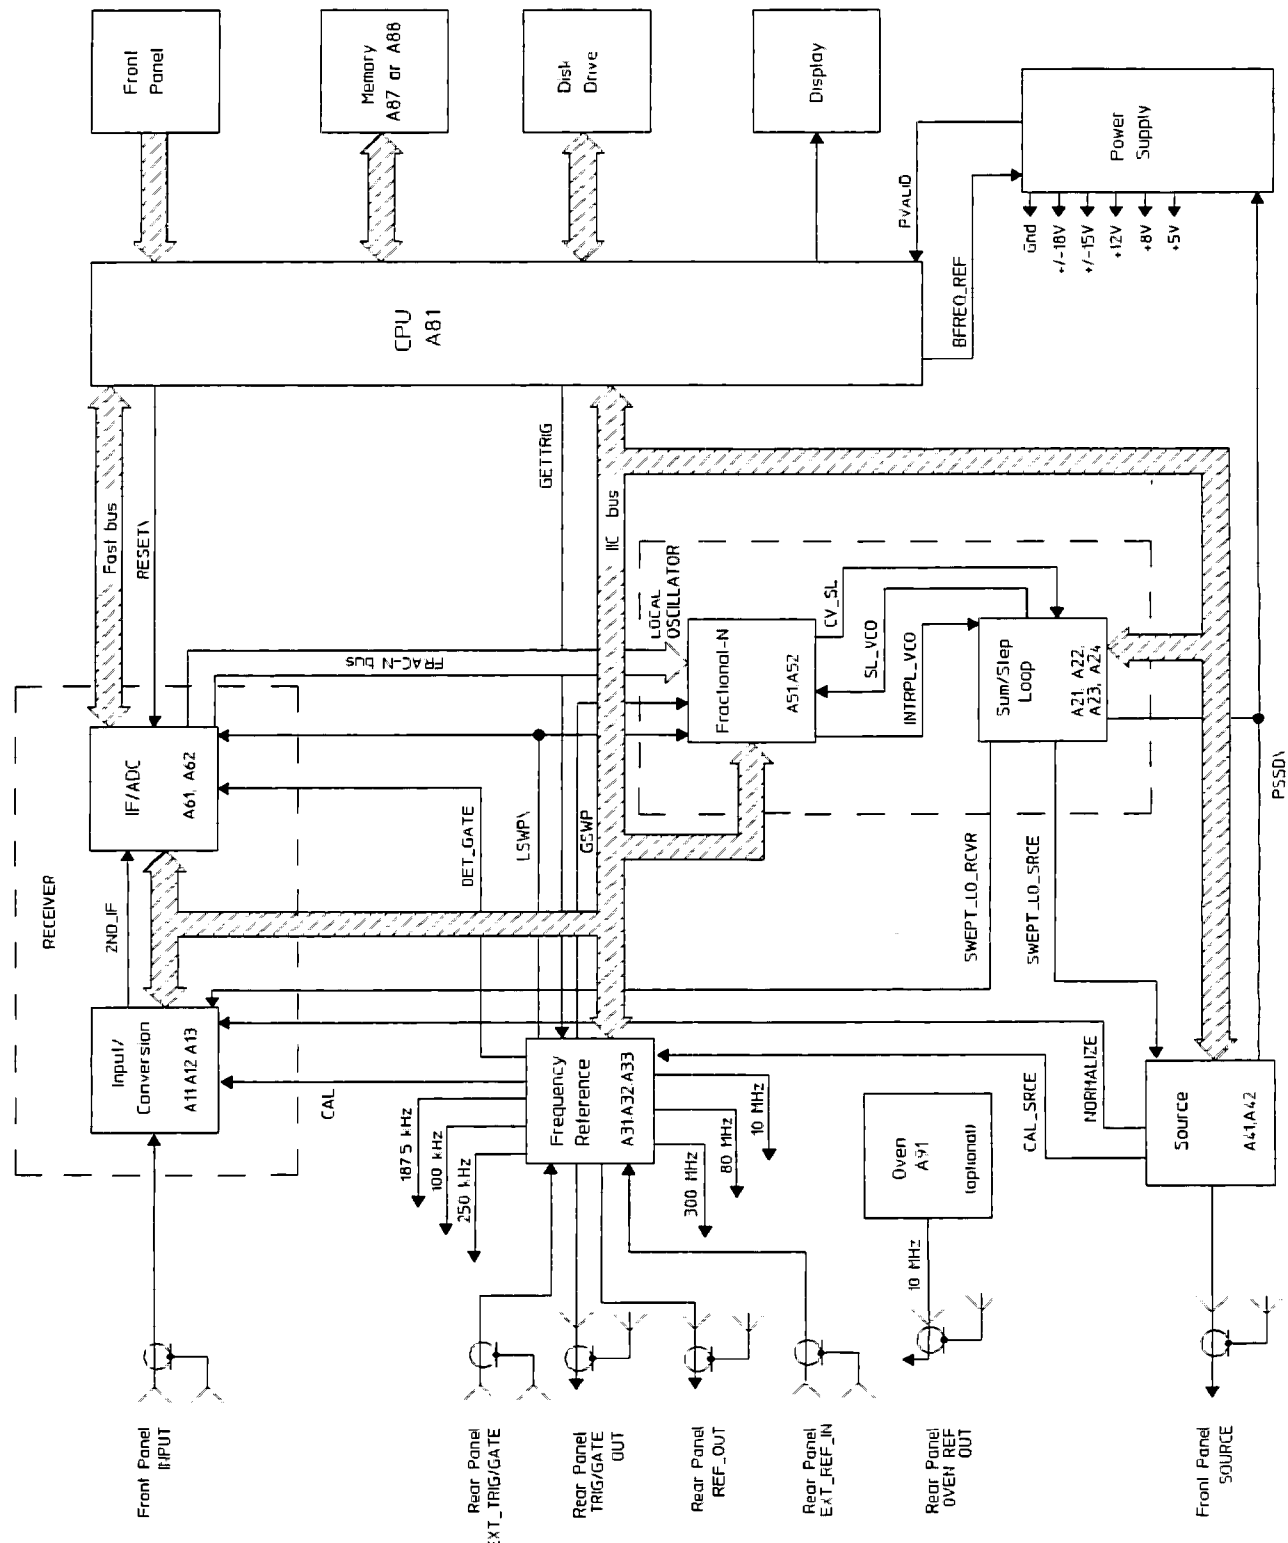 Front Panel
INPUT
Rear Panel
EXT_TRIG/GATE
Rear Panel
TRIG/GATE
OUT
Rear Panel
REF_OUT
Rear Panel
EXT_REF_IN
Rear Panel
OVEN REF
OUT
Front Panel
SOURCE
RECEIVER
Input/
Conversion
A11,A12,A13
2ND_IF
IF/ADC
A61, A62
Fast bus
RESET\
FRAC-N bus
CAL
DET_GATE
LSWP\
GSWP
GETTRIG
IIC bus
187.5 kHz
100 kHz
250 kHz
Frequency
Reference
A31,A32,A33
300 MHz
80 MHz
10 MHz
Oven
A91
(optional)
10 MHz
LOCAL
OSCILLATOR
Fractional-N
A51,A52
CV_SL
SL_VCO
INTRPL_VCO
Sum/Step
Loop
A21, A22,
A23, A24
SWEPT_LO_RCVR
SWEPT_LO_SRCE
CAL_SRCE
NORMALIZE
Source
A41,A42
PSSD\
CPU
A81
Front
Panel
Memory
A87 or A88
Disk
Drive
Display
PVALID
BFREQ_REF
Power
Supply
Gnd
+/-18V
+/-15V
+12V
+8V
+5V